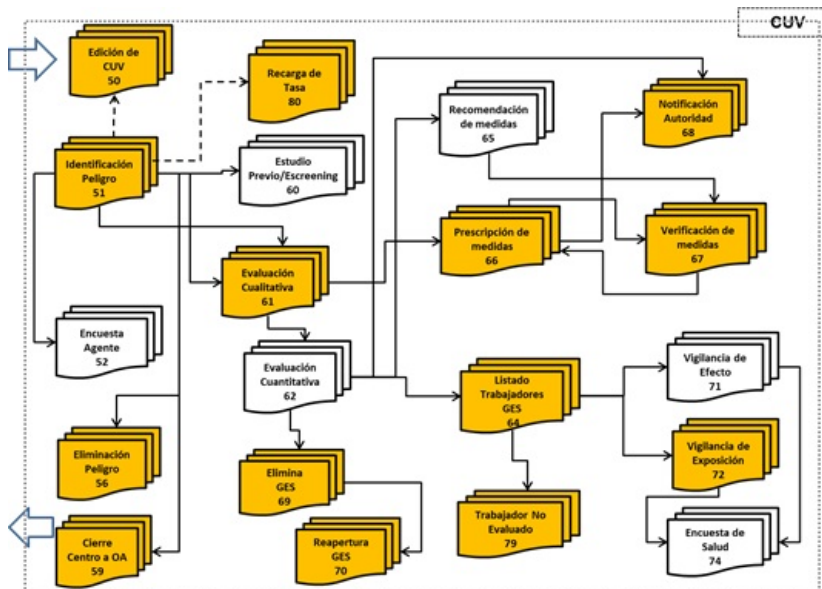 CUV
Edición de
CUV
50
Recarga de
Tasa
80
Recomendación
de medidas
65
Notificación
Autoridad
68
Identificación
Peligro
51
Estudio
Previo/Escreening
60
Prescripción de
medidas
66
Verificación de
medidas
67
Evaluación
Cualitativa
61
Encuesta
Agente
52
Evaluación
Cuantitativa
62
Listado
Trabajadores
GES
64
Vigilancia de
Efecto
71
Eliminación
Peligro
56
Elimina
GES
69
Vigilancia de
Exposición
72
Cierre
Centro a OA
59
Reapertura
GES
70
Trabajador No
Evaluado
79
Encuesta de
Salud
74